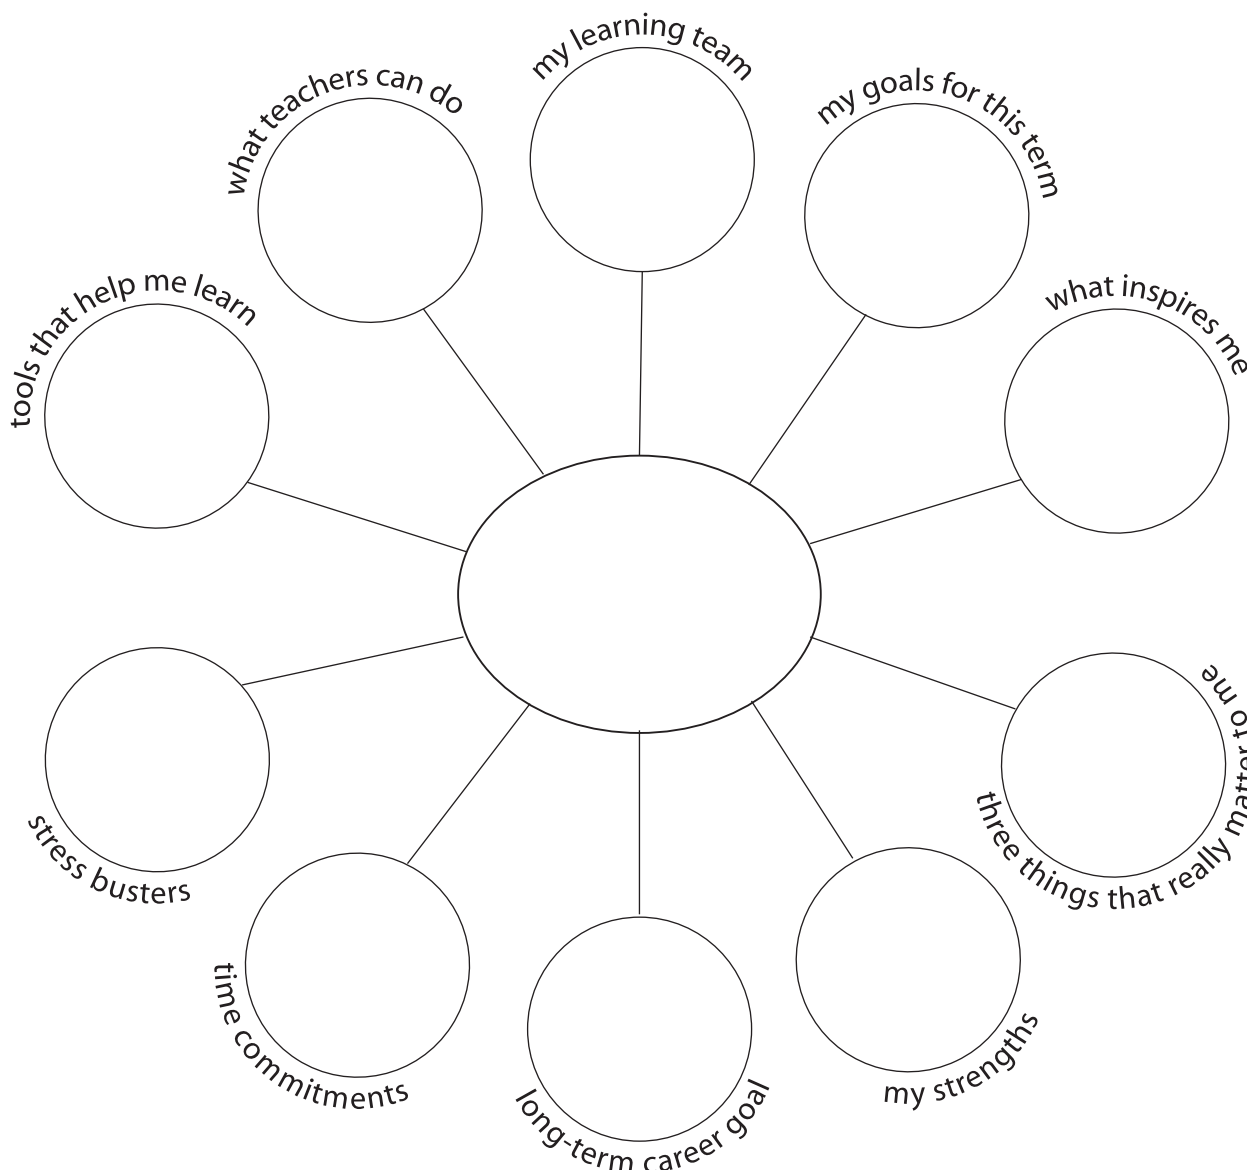 my learning team
my goals for this term
what inspires me
three things that really matter to me
my strengths
long-term career goal
time commitments
stress busters
tools that help me learn
what teachers can do